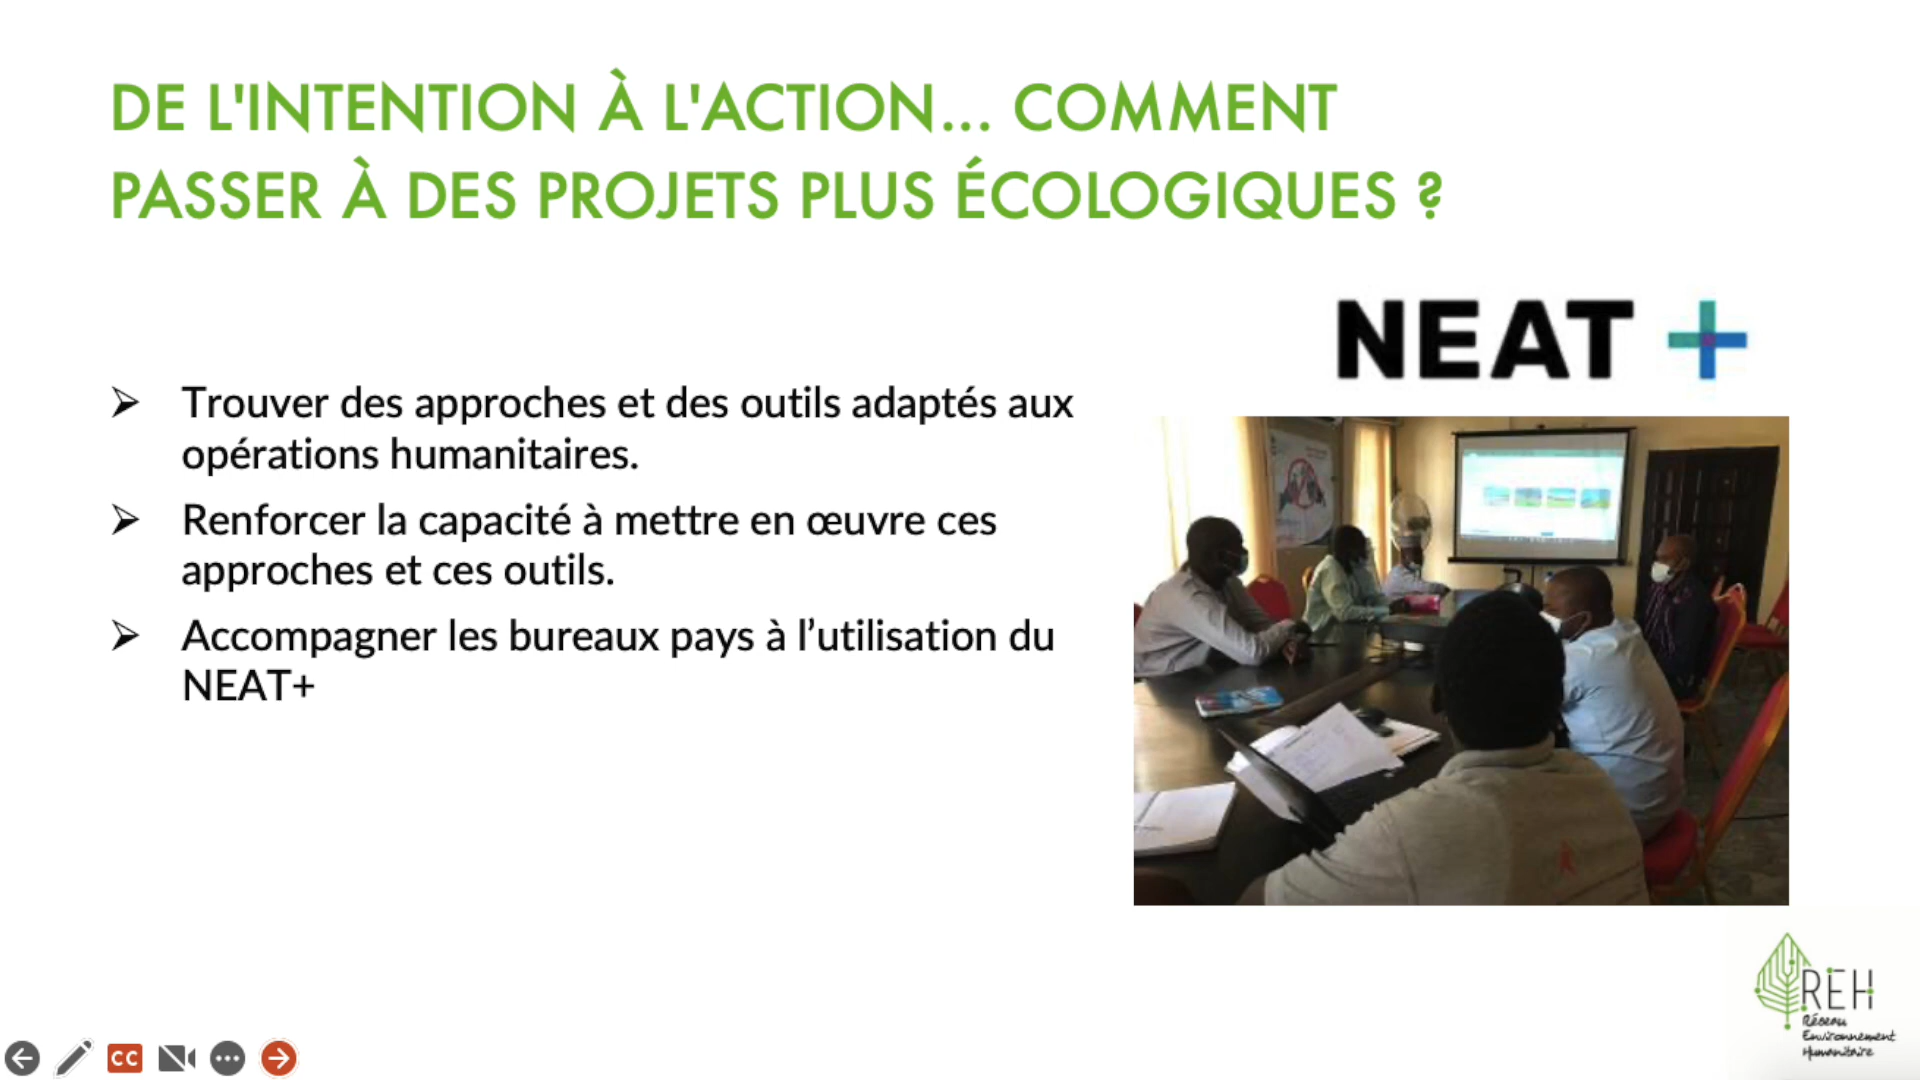 DE L'INTENTION À L'ACTION... COMMENT
PASSER À DES PROJETS PLUS ÉCOLOGIQUES ?
NEAT +
Trouver des approches et des outils adaptés aux
opérations humanitaires.
Renforcer la capacité à mettre en œuvre ces
approches et ces outils.
Accompagner les bureaux pays à l’utilisation du
NEAT+
REH
Réseau
Environnement
Humanitaire
CC